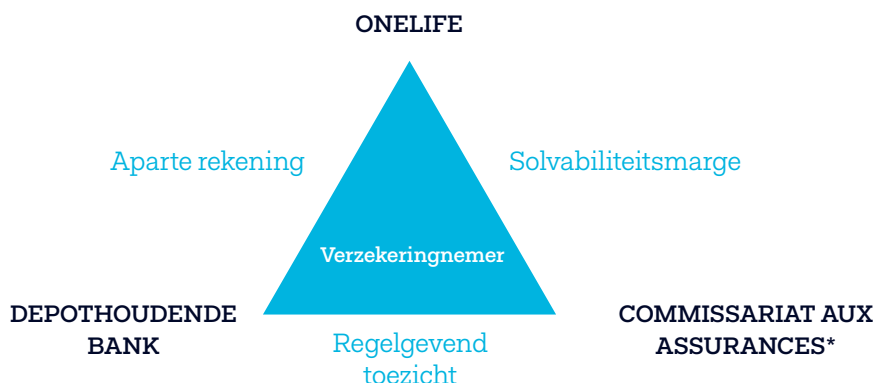 ONELIFE
Aparte rekening
Solvabiliteitsmarge
Verzekeringnemer
DEPOTHOUDENDE
BANK
Regelgevend
toezicht
COMMISSARIAT AUX
ASSURANCES*